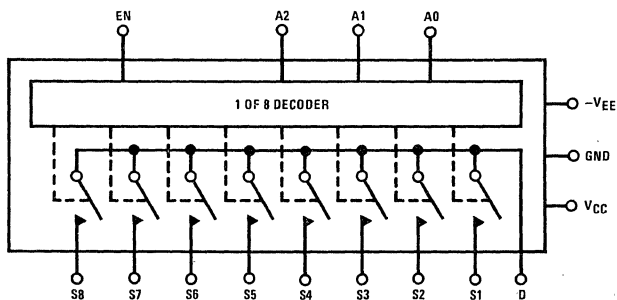 EN A2 A1 A0
1 OF 8 DECODER
-VEE
GND
VCC
S8 S7 S6 S5 S4 S3 S2 S1 D